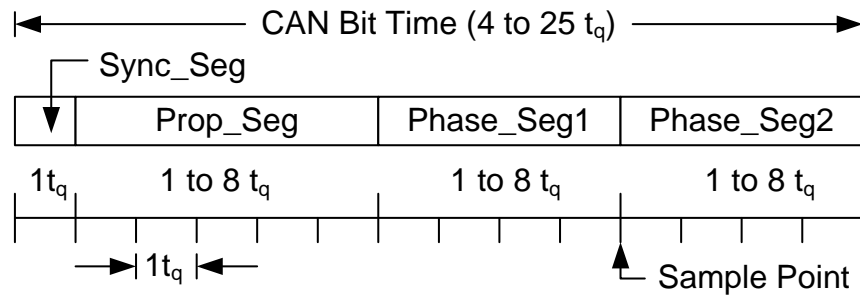 CAN Bit Time (4 to 25 tq)
Sync_Seg
Prop_Seg Phase_Seg1 Phase_Seg2
1tq 1 to 8 tq 1 to 8 tq 1 to 8 tq
1tq
Sample Point